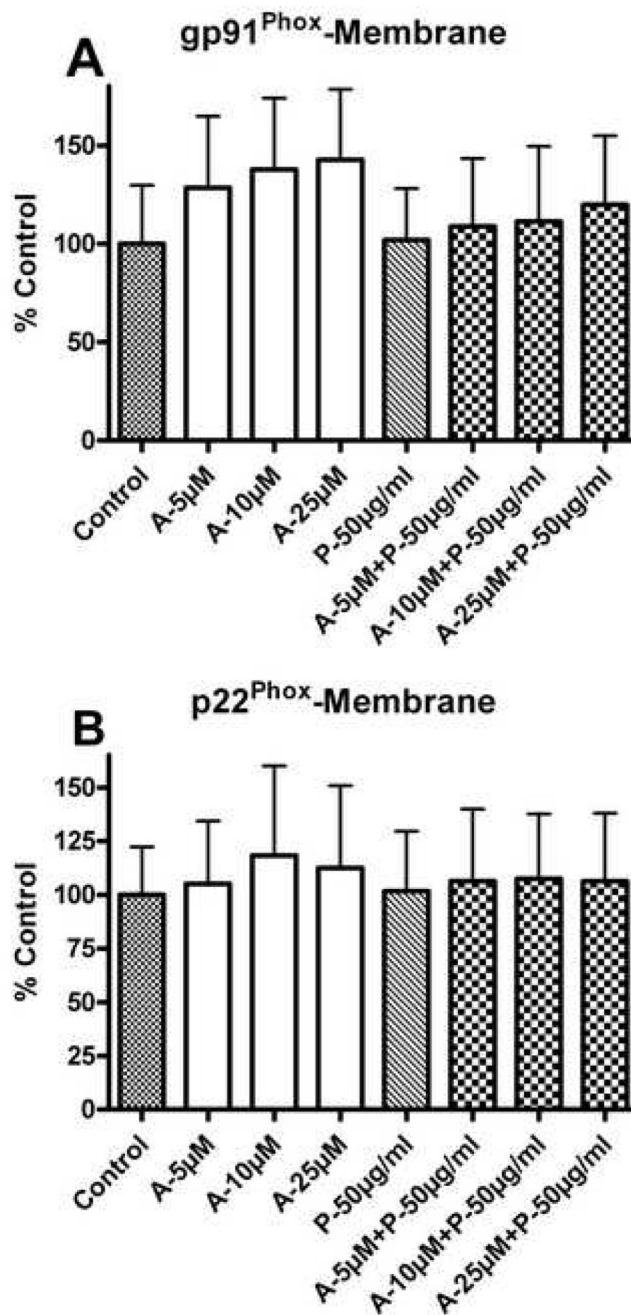 A
gp91Phox-Membrane
% Control
150
100
50
0
Control
A-5µM
A-10µM
A-25µM
P-50µg/ml
A-5µM+P-50µg/ml
A-10µM+P-50µg/ml
A-25µM+P-50µg/ml
B
p22Phox-Membrane
% Control
150
125
100
75
50
25
0
Control
A-5µM
A-10µM
A-25µM
P-50µg/ml
A-5µM+P-50µg/ml
A-10µM+P-50µg/ml
A-25µM+P-50µg/ml